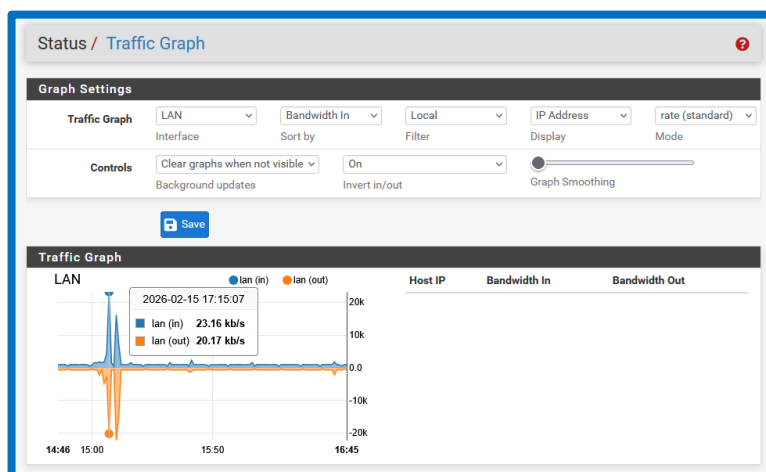 Status / Traffic Graph
Graph Settings
Traffic Graph LAN Bandwidth In Local IP Address rate (standard)
Interface Sort by Filter Display Mode
Controls Clear graphs when not visible On
Background updates Invert in/out Graph Smoothing
Save
Traffic Graph
LAN lan (in) lan (out) Host IP Bandwidth In Bandwidth Out
2026-02-15 17:15:07
lan (in) 23.16 kb/s
lan (out) 20.17 kb/s
20k
10k
0.0
-10k
-20k
14:46 15:00 15:50 16:45